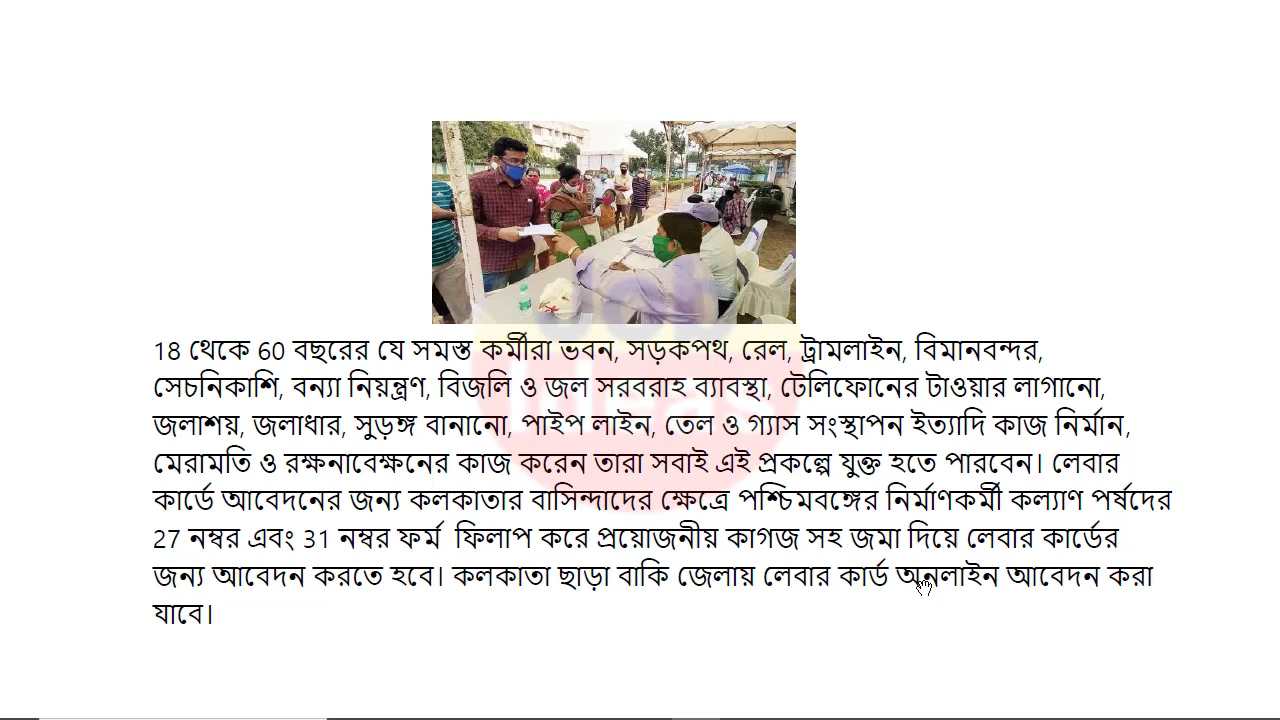 18 থেকে 60 বছরের যে সমস্ত কর্মীরা ভবন, সড়কপথ, রেল, ট্রামলাইন, বিমানবন্দর,
সেচনিকাশি, বন্যা নিয়ন্ত্রণ, বিজলি ও জল সরবরাহ ব্যাবস্থা, টেলিফোনের টাওয়ার লাগানো,
জলাশয়, জলাধার, সুড়ঙ্গ বানানো, পাইপ লাইন, তেল ও গ্যাস সংস্থাপন ইত্যাদি কাজ নির্মান,
মেরামতি ও রক্ষনাবেক্ষনের কাজ করেন তারা সবাই এই প্রকল্পে যুক্ত হতে পারবেন। লেবার
কার্ডে আবেদনের জন্য কলকাতার বাসিন্দাদের ক্ষেত্রে পশ্চিমবঙ্গের নির্মাণকর্মী কল্যাণ পর্ষদের
27 নম্বর এবং 31 নম্বর ফর্ম ফিলাপ করে প্রয়োজনীয় কাগজ সহ জমা দিয়ে লেবার কার্ডের
জন্য আবেদন করতে হবে। কলকাতা ছাড়া বাকি জেলায় লেবার কার্ড অনলাইন আবেদন করা
যাবে।
Job
Ideas